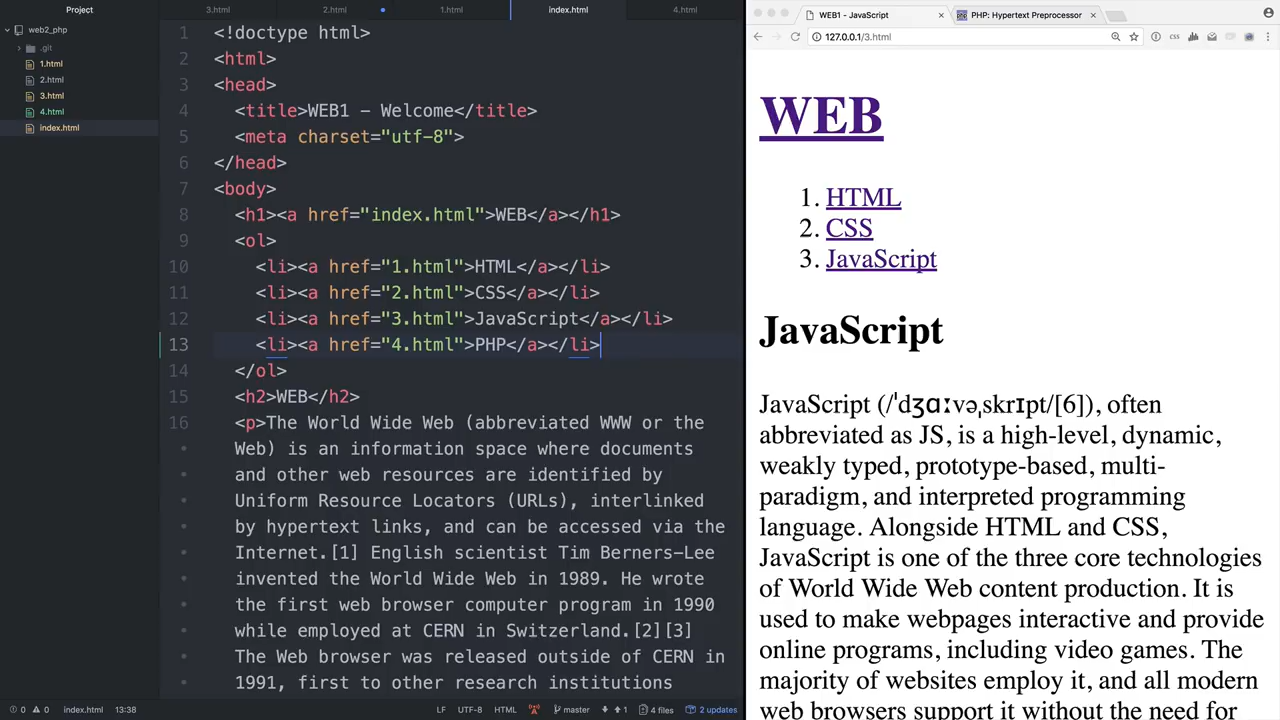 Project
web2_php
.git
1.html
2.html
3.html
4.html
index.html
3.html
2.html
1.html
index.html
4.html
1 <!doctype html>
2 <html>
3 <head>
4 <title>WEB1 - Welcome</title>
5 <meta charset="utf-8">
6 </head>
7 <body>
8 <h1><a href="index.html">WEB</a></h1>
9 <ol>
10 <li><a href="1.html">HTML</a></li>
11 <li><a href="2.html">CSS</a></li>
12 <li><a href="3.html">JavaScript</a></li>
13 <li><a href="4.html">PHP</a></li>
14 </ol>
15 <h2>WEB</h2>
16 <p>The World Wide Web (abbreviated WWW or the
Web) is an information space where documents
and other web resources are identified by
Uniform Resource Locators (URLs), interlinked
by hypertext links, and can be accessed via the
Internet.[1] English scientist Tim Berners-Lee
invented the World Wide Web in 1989. He wrote
the first web browser computer program in 1990
while employed at CERN in Switzerland.[2][3]
The Web browser was released outside of CERN in
1991, first to other research institutions
0 0 index.html 13:38 LF UTF-8 HTML master 1 4 files 2 updates
WEB1 - JavaScript
PHP: Hypertext Preprocessor
127.0.0.1/3.html
CSS
WEB
1. HTML
2. CSS
3. JavaScript
JavaScript
JavaScript (/ˈdʒɑːvəˌskrɪpt/[6]), often
abbreviated as JS, is a high-level, dynamic,
weakly typed, prototype-based, multi-
paradigm, and interpreted programming
language. Alongside HTML and CSS,
JavaScript is one of the three core technologies
of World Wide Web content production. It is
used to make webpages interactive and provide
online programs, including video games. The
majority of websites employ it, and all modern
web browsers support it without the need for